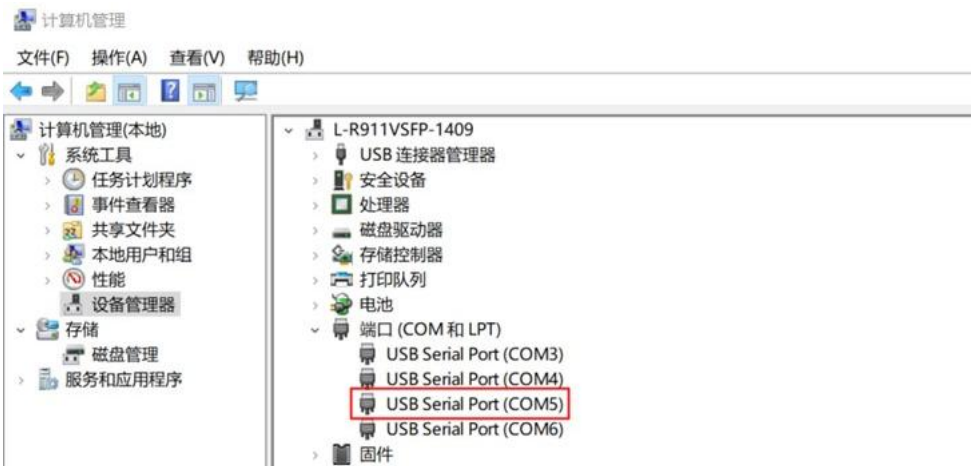 计算机管理
文件(F) 操作(A) 查看(V) 帮助(H)
计算机管理(本地)
系统工具
任务计划程序
事件查看器
共享文件夹
本地用户和组
性能
设备管理器
存储
磁盘管理
服务和应用程序
L-R911VSFP-1409
USB 连接器管理器
安全设备
处理器
磁盘驱动器
存储控制器
打印队列
电池
端口 (COM 和 LPT)
USB Serial Port (COM3)
USB Serial Port (COM4)
USB Serial Port (COM5)
USB Serial Port (COM6)
固件